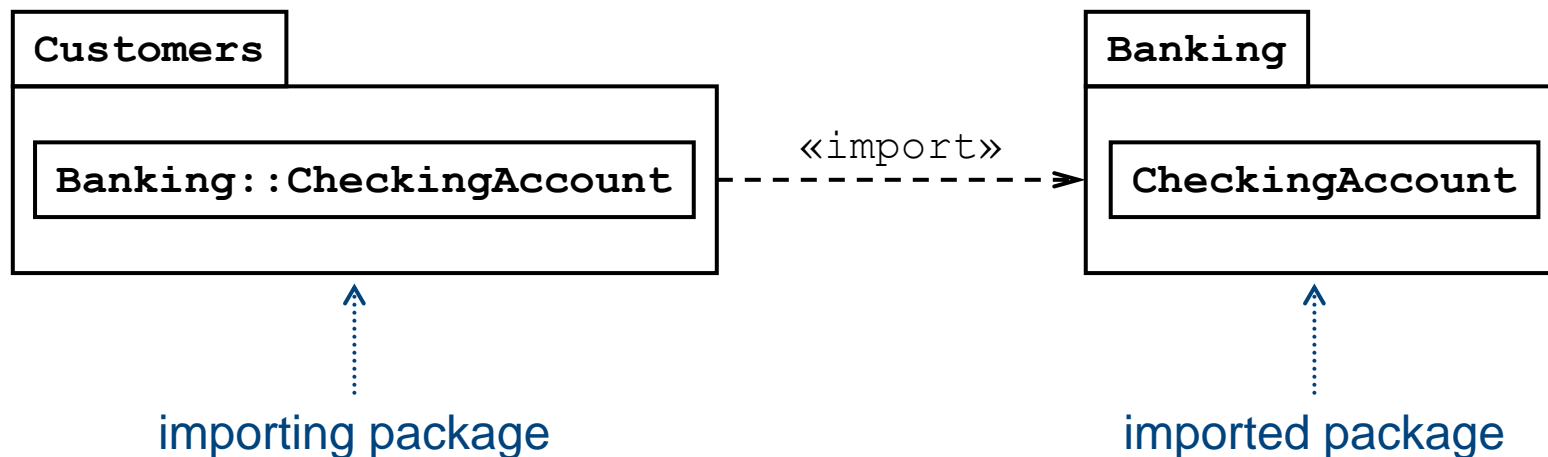 Customers
Banking
«import»
Banking::CheckingAccount
CheckingAccount
importing package
imported package